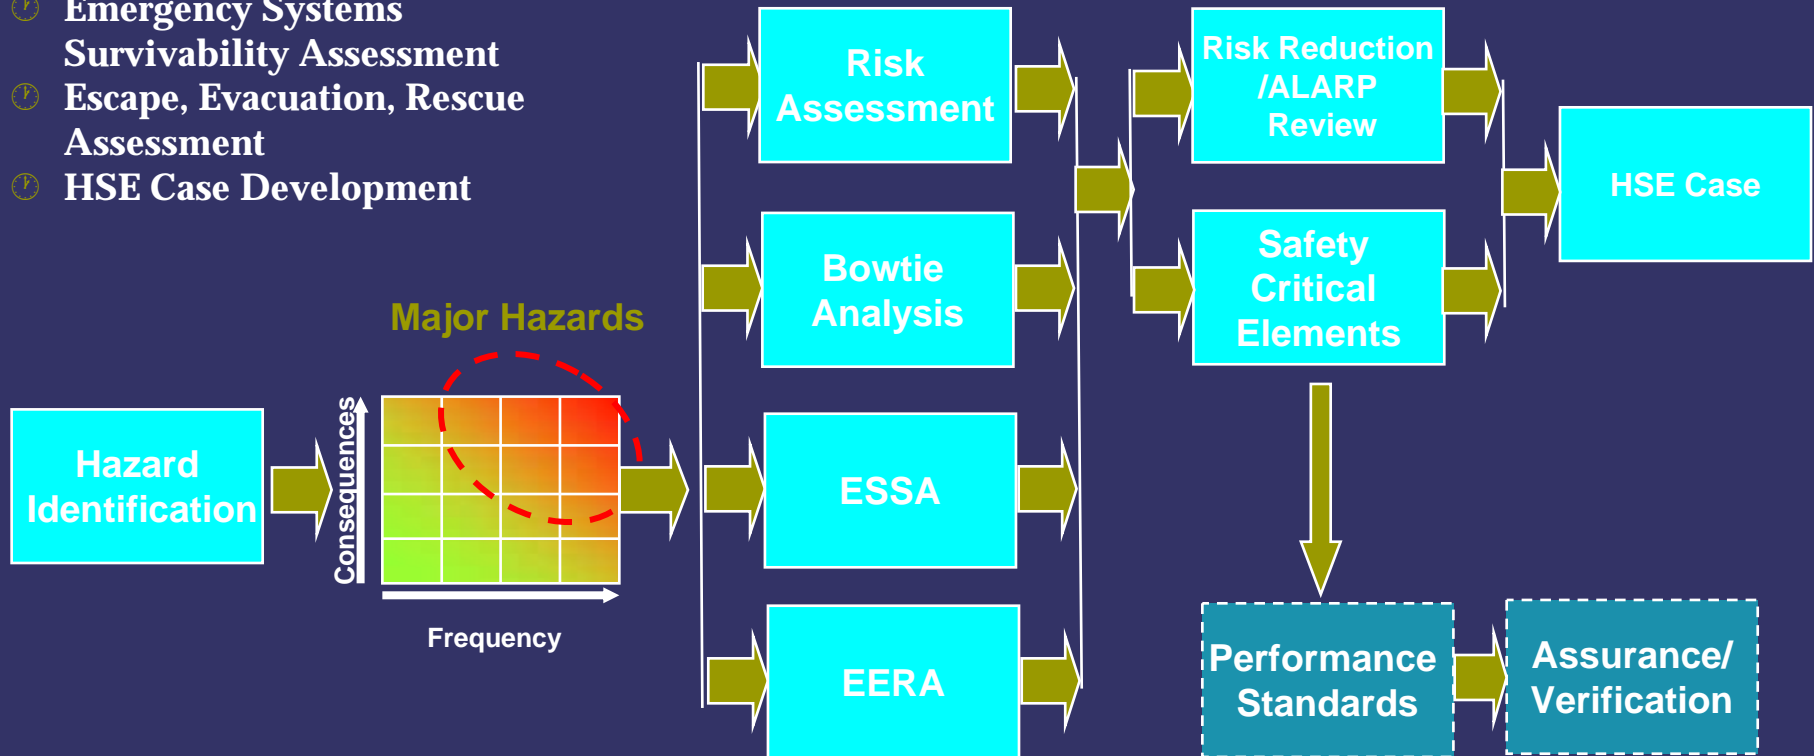 Emergency Systems
Survivability Assessment
Escape, Evacuation, Rescue
Assessment
HSE Case Development
Major Hazards
Hazard
Identification
Consequences
Frequency
Risk
Assessment
Bowtie
Analysis
ESSA
EERA
Risk Reduction
/ALARP
Review
Safety
Critical
Elements
HSE Case
Performance
Standards
Assurance/
Verification